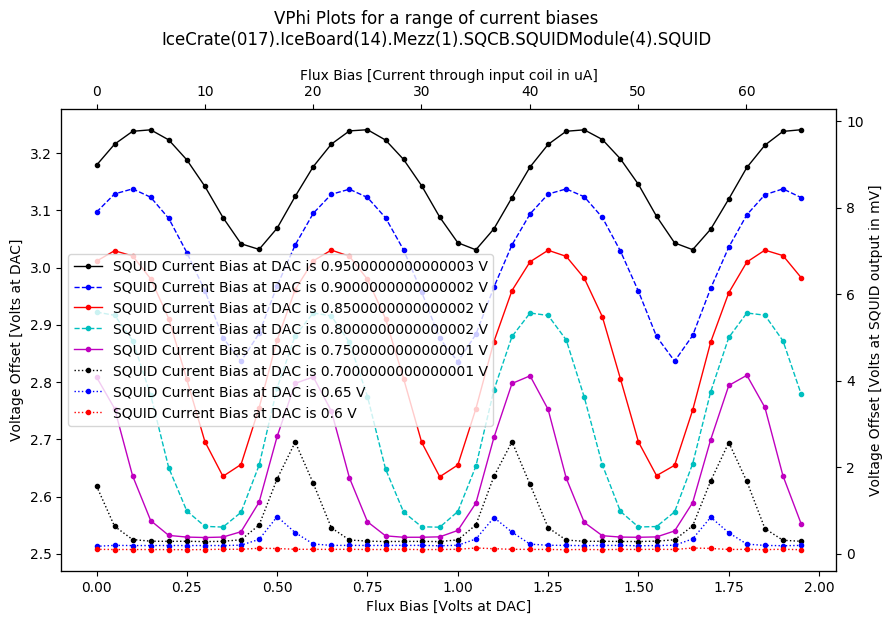 VPhi Plots for a range of current biases
IceCrate(017).IceBoard(14).Mezz(1).SQCB.SQUIDModule(4).SQUID
Flux Bias [Current through input coil in uA]
0 10 20 30 40 50 60
Voltage Offset [Volts at DAC]
3.2
3.1
3.0
2.9
2.8
2.7
2.6
2.5
SQUID Current Bias at DAC is 0.9500000000000003 V
SQUID Current Bias at DAC is 0.9000000000000002 V
SQUID Current Bias at DAC is 0.8500000000000002 V
SQUID Current Bias at DAC is 0.8000000000000002 V
SQUID Current Bias at DAC is 0.7500000000000001 V
SQUID Current Bias at DAC is 0.7000000000000001 V
SQUID Current Bias at DAC is 0.65 V
SQUID Current Bias at DAC is 0.6 V
10
8
6
4
2
0
Voltage Offset [Volts at SQUID output in mV]
0.00 0.25 0.50 0.75 1.00 1.25 1.50 1.75 2.00
Flux Bias [Volts at DAC]